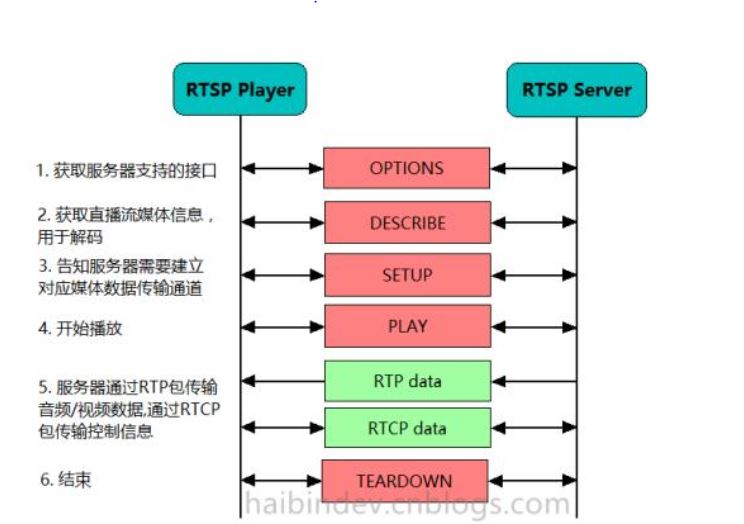 RTSP Player
RTSP Server
1. 获取服务器支持的接口
OPTIONS
2. 获取直播流媒体信息，
用于解码
DESCRIBE
3. 告知服务器需要建立
对应媒体数据传输通道
SETUP
4. 开始播放
PLAY
5. 服务器通过RTP包传输
音频/视频数据,通过RTCP
包传输控制信息
RTP data
RTCP data
6. 结束
TEARDOWN
haibindev.cnblogs.com